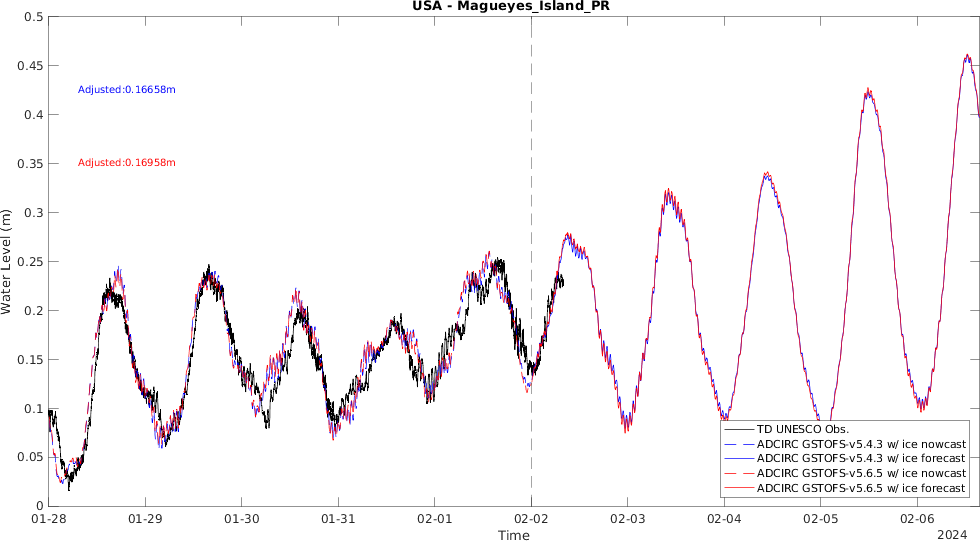 USA - Magueyes_Island_PR
0.5
0.45
0.4
0.35
0.3
0.25
0.2
0.15
0.1
0.05
0
Water Level (m)
Adjusted:0.16658m
Adjusted:0.16958m
TD UNESCO Obs.
ADCIRC GSTOFS-v5.4.3 w/ ice nowcast
ADCIRC GSTOFS-v5.4.3 w/ ice forecast
ADCIRC GSTOFS-v5.6.5 w/ ice nowcast
ADCIRC GSTOFS-v5.6.5 w/ ice forecast
01-28 01-29 01-30 01-31 02-01 02-02 02-03 02-04 02-05 02-06
Time
2024